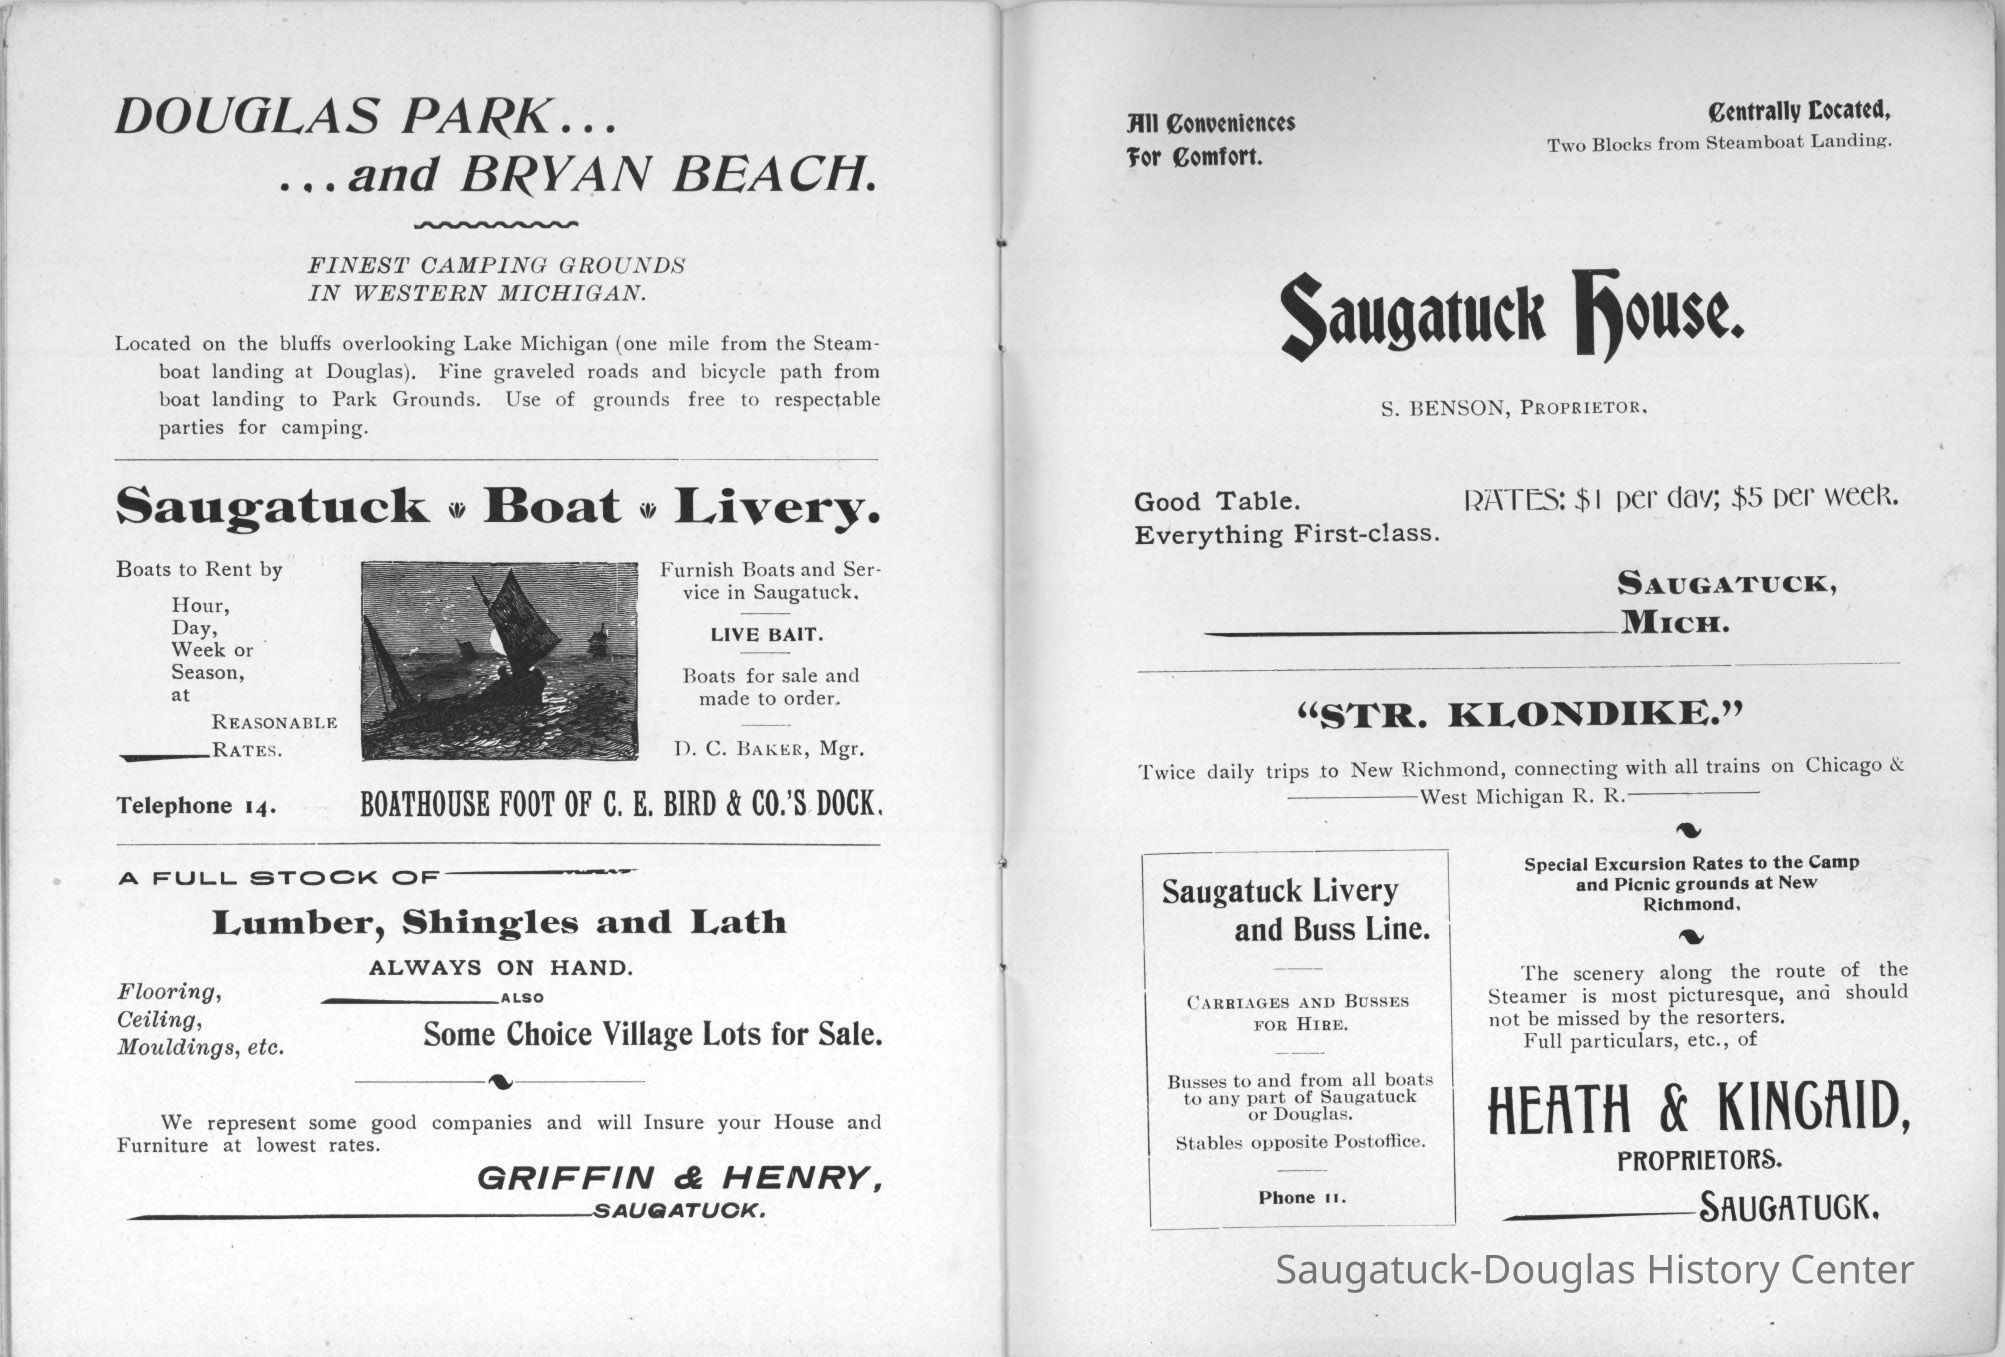 DOUGLAS PARK...
...and BRYAN BEACH.
FINEST CAMPING GROUNDS
IN WESTERN MICHIGAN.
Located on the bluffs overlooking Lake Michigan (one mile from the Steam-
boat landing at Douglas). Fine graveled roads and bicycle path from
boat landing to Park Grounds. Use of grounds free to respectable
parties for camping.
Saugatuck Boat Livery.
Boats to Rent by
Hour,
Day,
Week or
Season,
at
REASONABLE
RATES.
Furnish Boats and Ser-
vice in Saugatuck.
LIVE BAIT.
Boats for sale and
made to order.
D. C. BAKER, Mgr.
Telephone 14.
BOATHOUSE FOOT OF C. E. BIRD & CO.'S DOCK.
A FULL STOCK OF
Lumber, Shingles and Lath
ALWAYS ON HAND.
Flooring,
Ceiling,
Mouldings, etc.
ALSO
Some Choice Village Lots for Sale.
We represent some good companies and will Insure your House and
Furniture at lowest rates.
GRIFFIN & HENRY,
SAUGATUCK.
All Conveniences
For Comfort.
Centrally Located,
Two Blocks from Steamboat Landing.
Saugatuck House.
S. BENSON, PROPRIETOR.
Good Table.
Everything First-class.
RATES: $1 per day; $5 per week.
SAUGATUCK,
MICH.
"STR. KLONDIKE."
Twice daily trips to New Richmond, connecting with all trains on Chicago &
West Michigan R. R.
Saugatuck Livery
and Buss Line.
CARRIAGES AND BUSSES
FOR HIRE.
Busses to and from all boats
to any part of Saugatuck
or Douglas.
Stables opposite Postoffice.
Phone 11.
Special Excursion Rates to the Camp
and Picnic grounds at New
Richmond.
The scenery along the route of the
Steamer is most picturesque, and should
not be missed by the resorters.
Full particulars, etc., of
HEATH & KINCAID,
PROPRIETORS.
SAUGATUCK.
Saugatuck-Douglas History Center